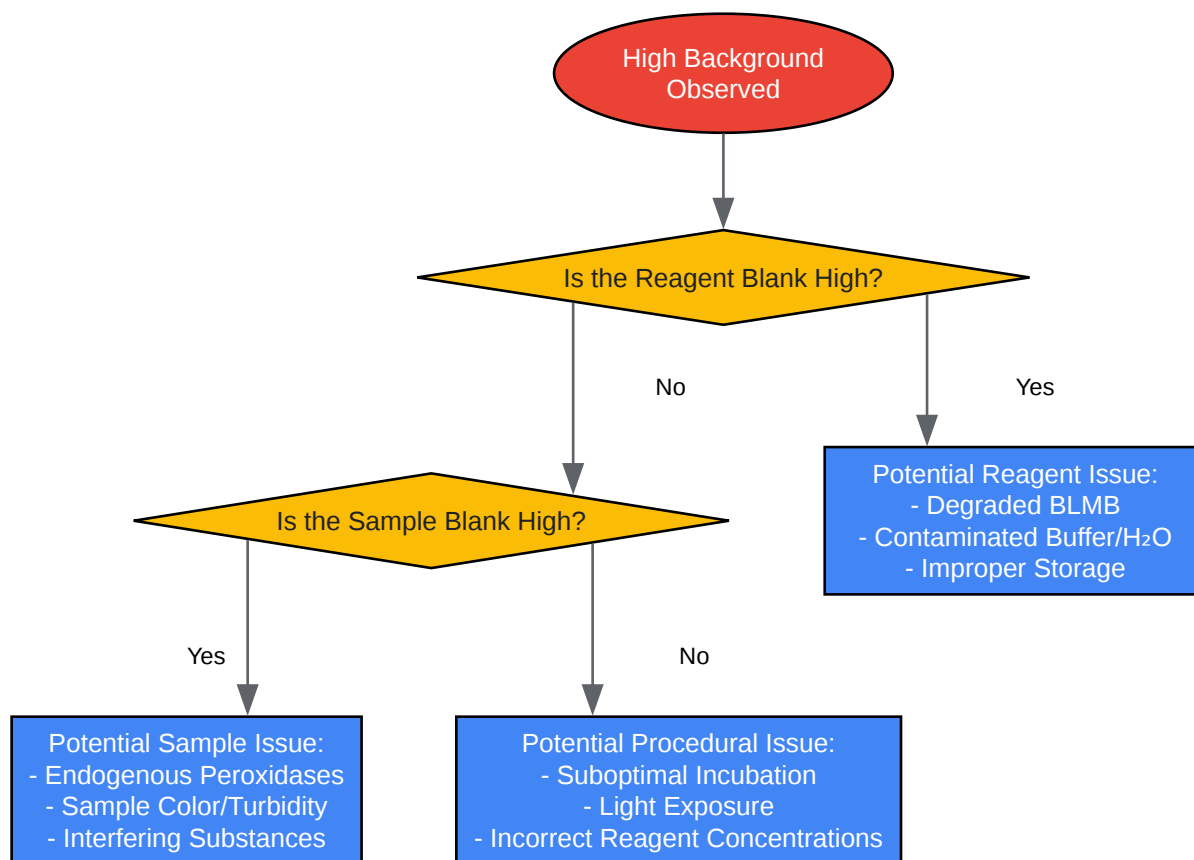 High Background
Observed
Is the Reagent Blank High?
No
Yes
Potential Reagent Issue:
- Degraded BLMB
- Contaminated Buffer/H₂O
- Improper Storage
Is the Sample Blank High?
Yes
No
Potential Sample Issue:
- Endogenous Peroxidases
- Sample Color/Turbidity
- Interfering Substances
Potential Procedural Issue:
- Suboptimal Incubation
- Light Exposure
- Incorrect Reagent Concentrations